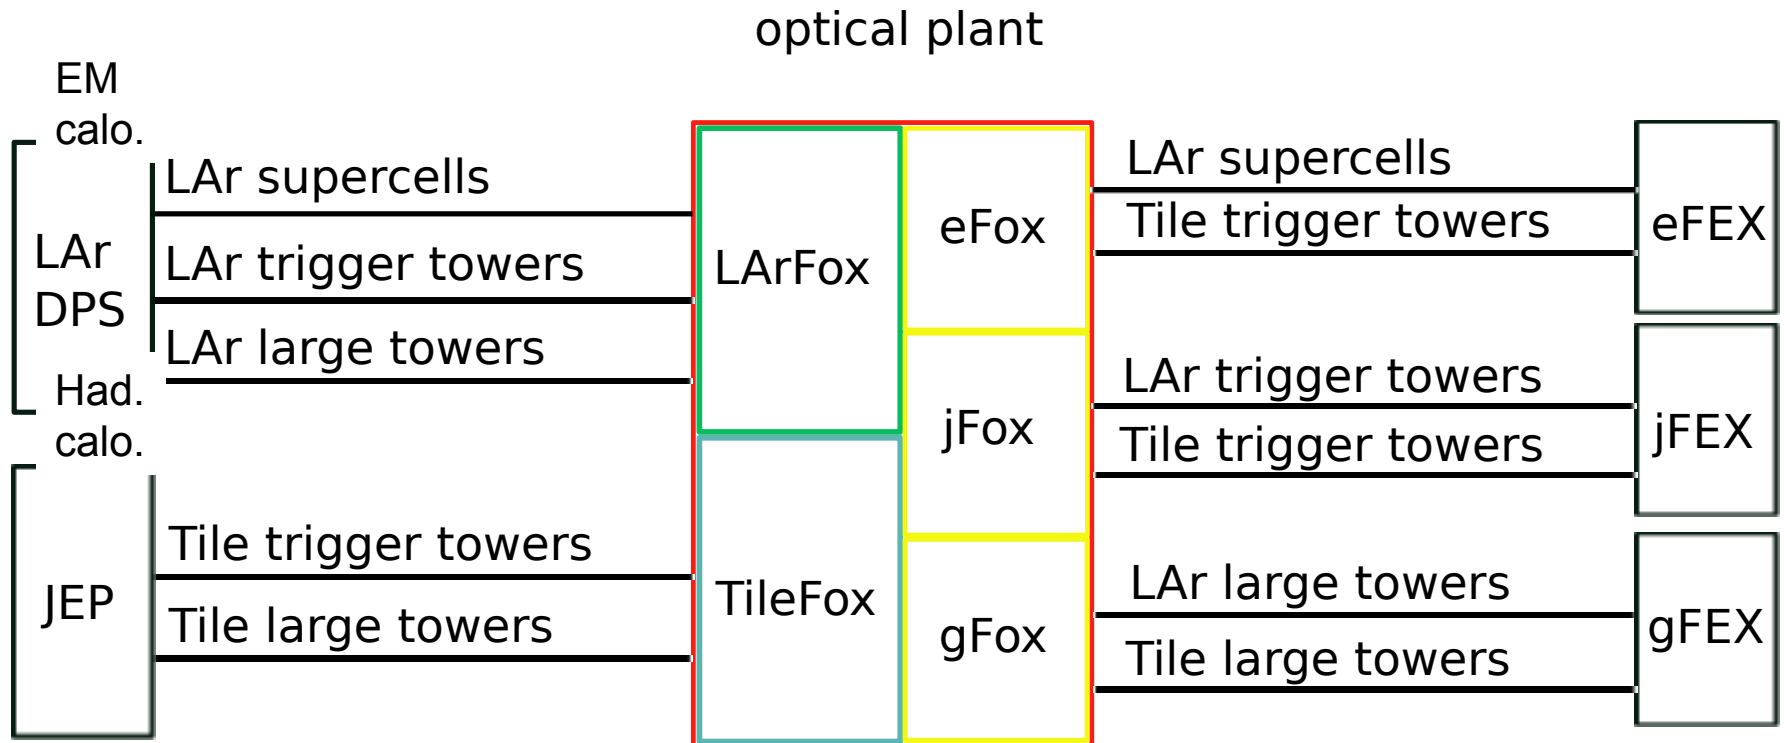 optical plant
EM
calo.
LAr
DPS
Had.
calo.
JEP
LAr supercells
LAr trigger towers
LAr large towers
Tile trigger towers
Tile large towers
LArFox
TileFox
eFox
jFox
gFox
LAr supercells
Tile trigger towers
LAr trigger towers
Tile trigger towers
LAr large towers
Tile large towers
eFEX
jFEX
gFEX